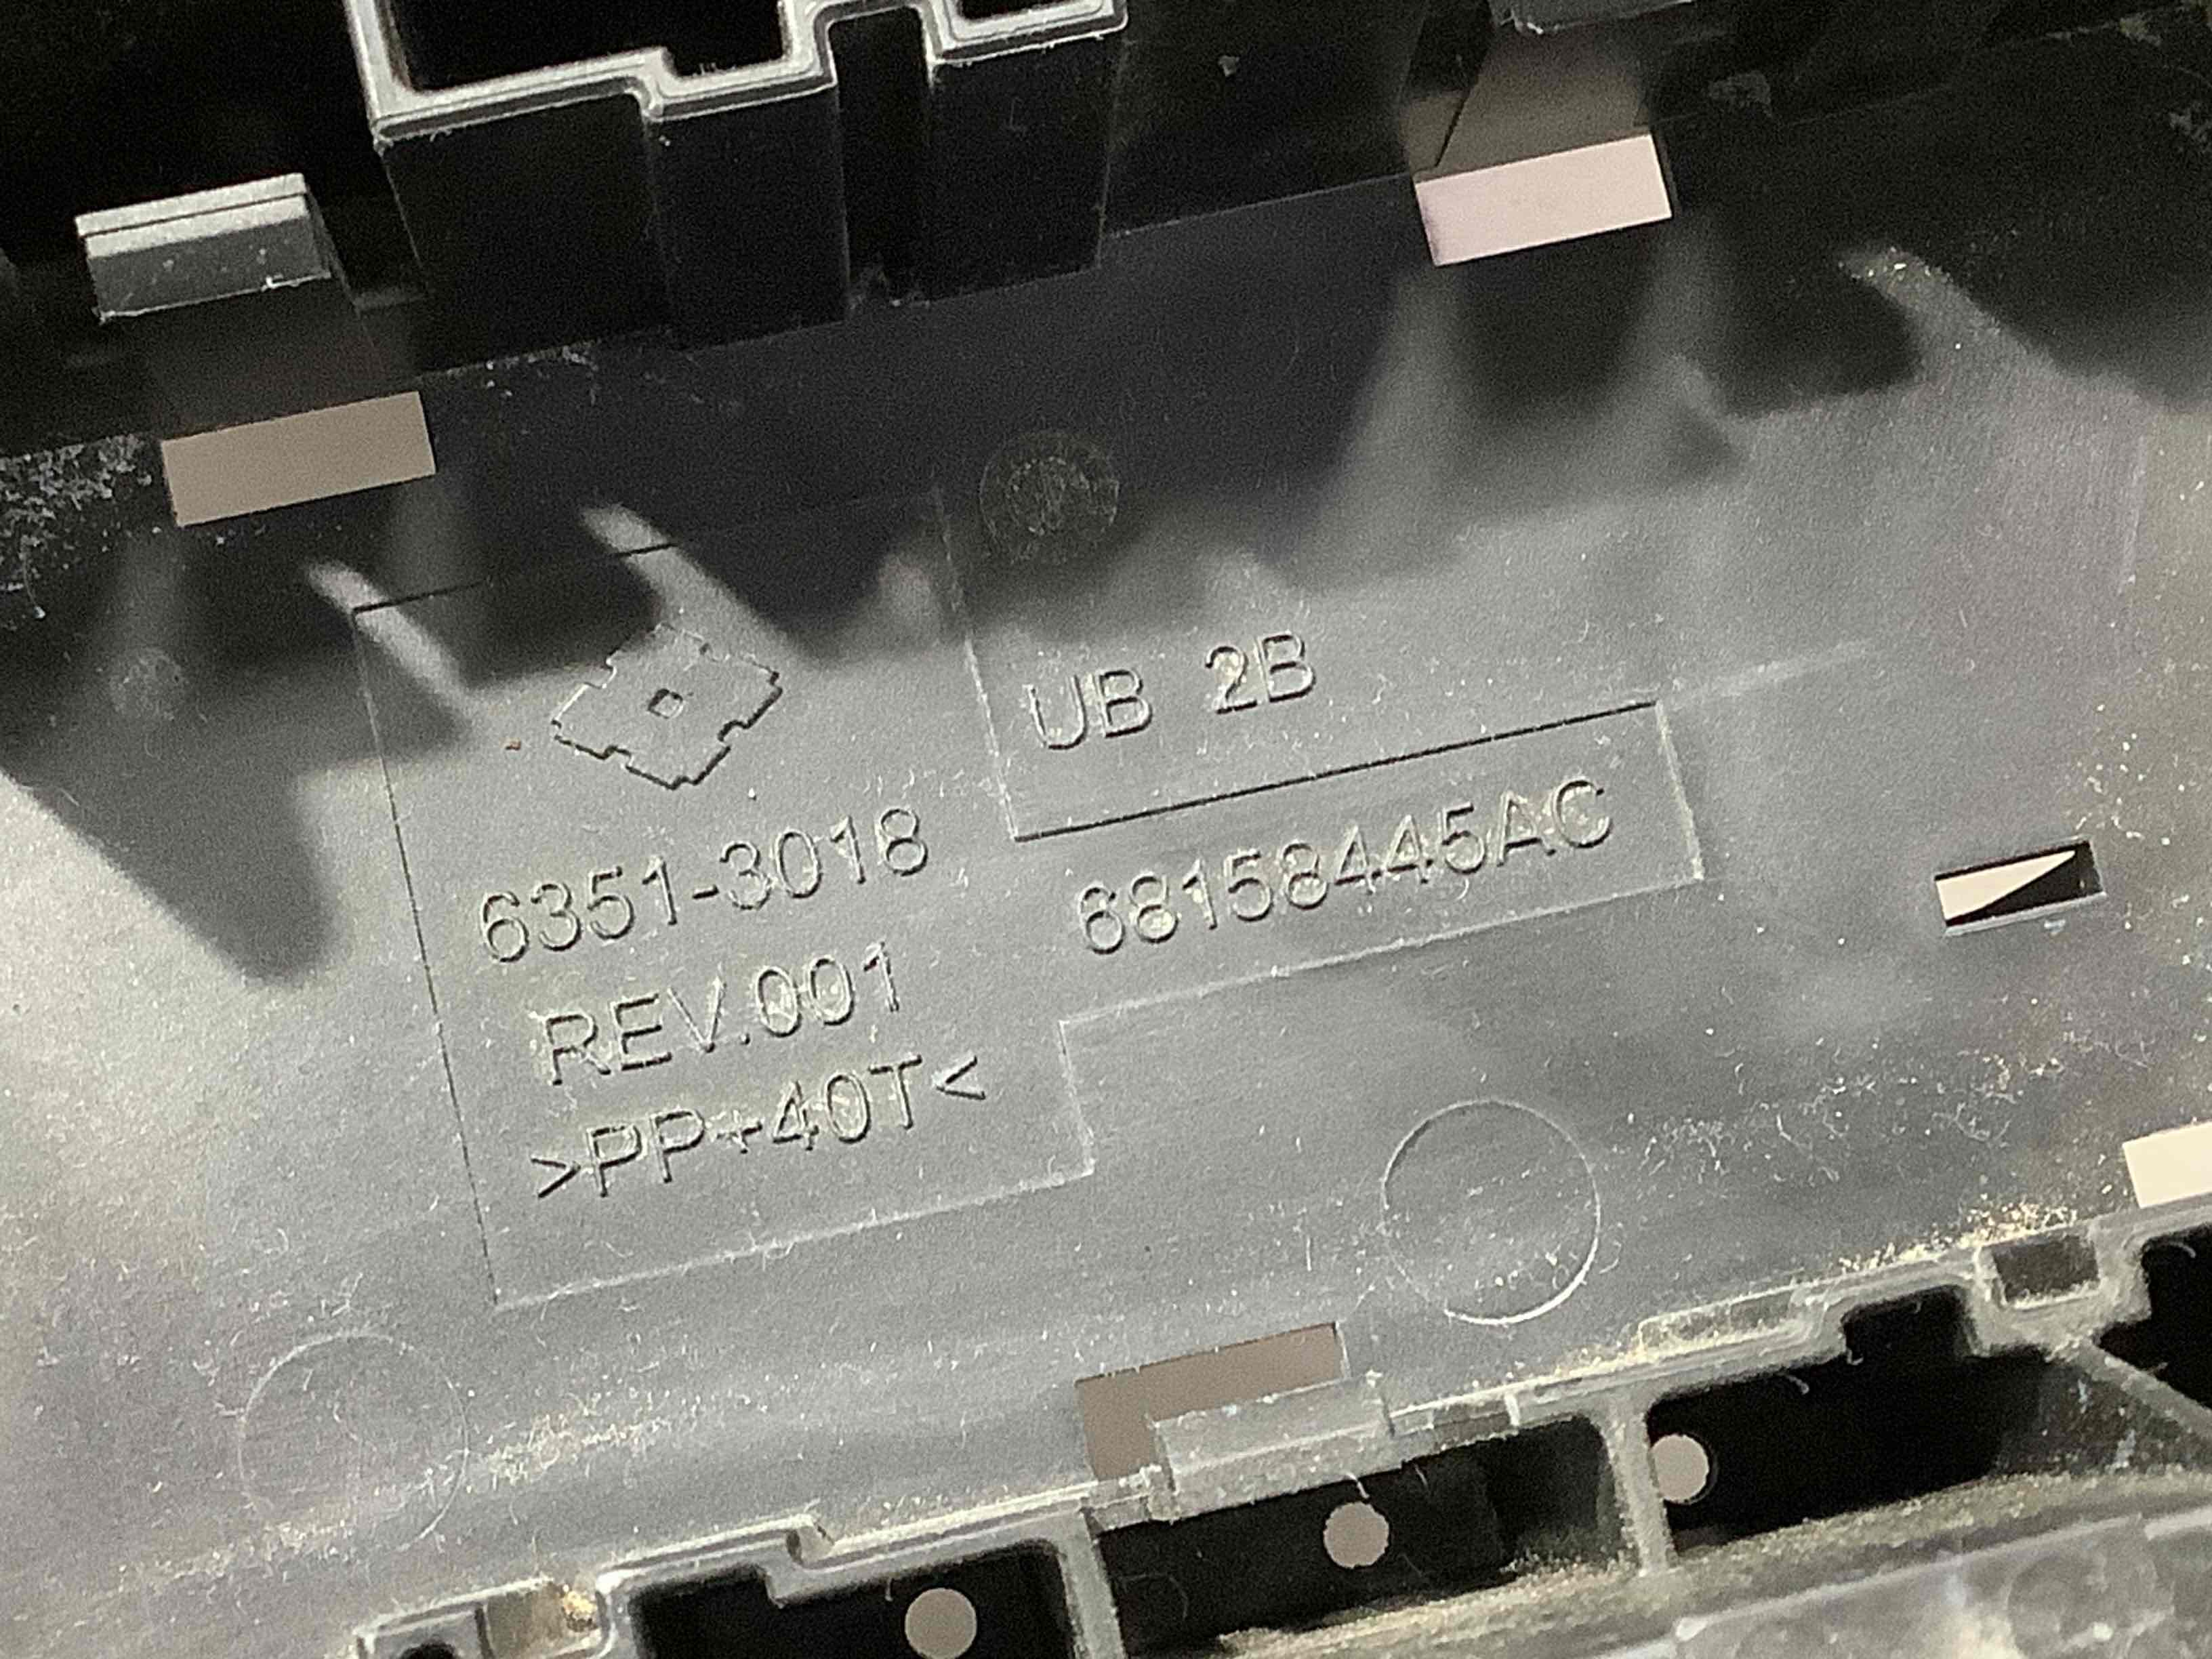 UB 2B
6351-3018
68158445AC
REV.001
>PP+40T<